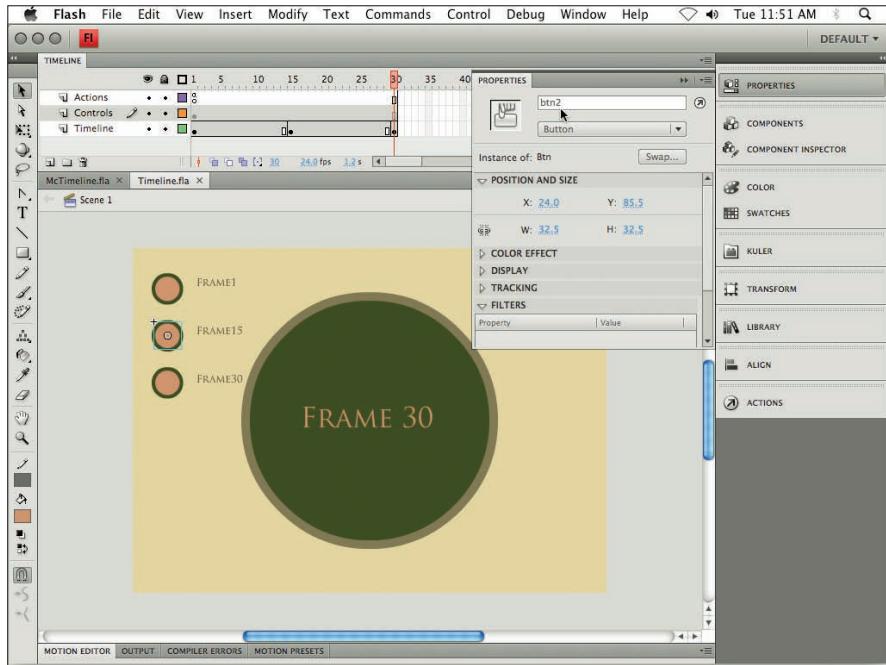 Flash File Edit View Insert Modify Text Commands Control Debug Window Help Tue 11:51 AM
Fl DEFAULT
TIMELINE
1 5 10 15 20 25 30 35 40
Actions
Controls
Timeline
30 24.0 fps 1.2 s
McTimeline.fla × Timeline.fla ×
Scene 1
FRAME1
FRAME15
FRAME30
FRAME 30
PROPERTIES
btn2
Button
Instance of: Btn Swap...
POSITION AND SIZE
X: 24.0 Y: 85.5
W: 32.5 H: 32.5
COLOR EFFECT
DISPLAY
TRACKING
FILTERS
Property Value
PROPERTIES
COMPONENTS
COMPONENT INSPECTOR
COLOR
SWATCHES
KULER
TRANSFORM
LIBRARY
ALIGN
ACTIONS
T
MOTION EDITOR OUTPUT COMPILER ERRORS MOTION PRESETS